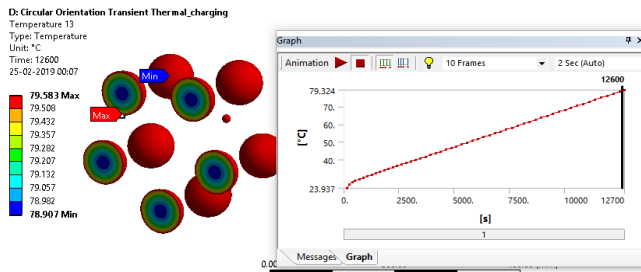 D: Circular Orientation Transient Thermal_charging
Temperature 13
Type: Temperature
Unit: °C
Time: 12600
25-02-2019 00:07
79.583 Max
79.508
79.432
79.357
79.282
79.207
79.132
79.057
78.982
78.907 Min
Min
Max
Graph
Animation
10 Frames
2 Sec (Auto)
12600
79.324
70.
60.
50.
40.
23.937
[°C]
0. 2500. 5000. 7500. 10000 12700
[s]
1
Messages Graph
0.00